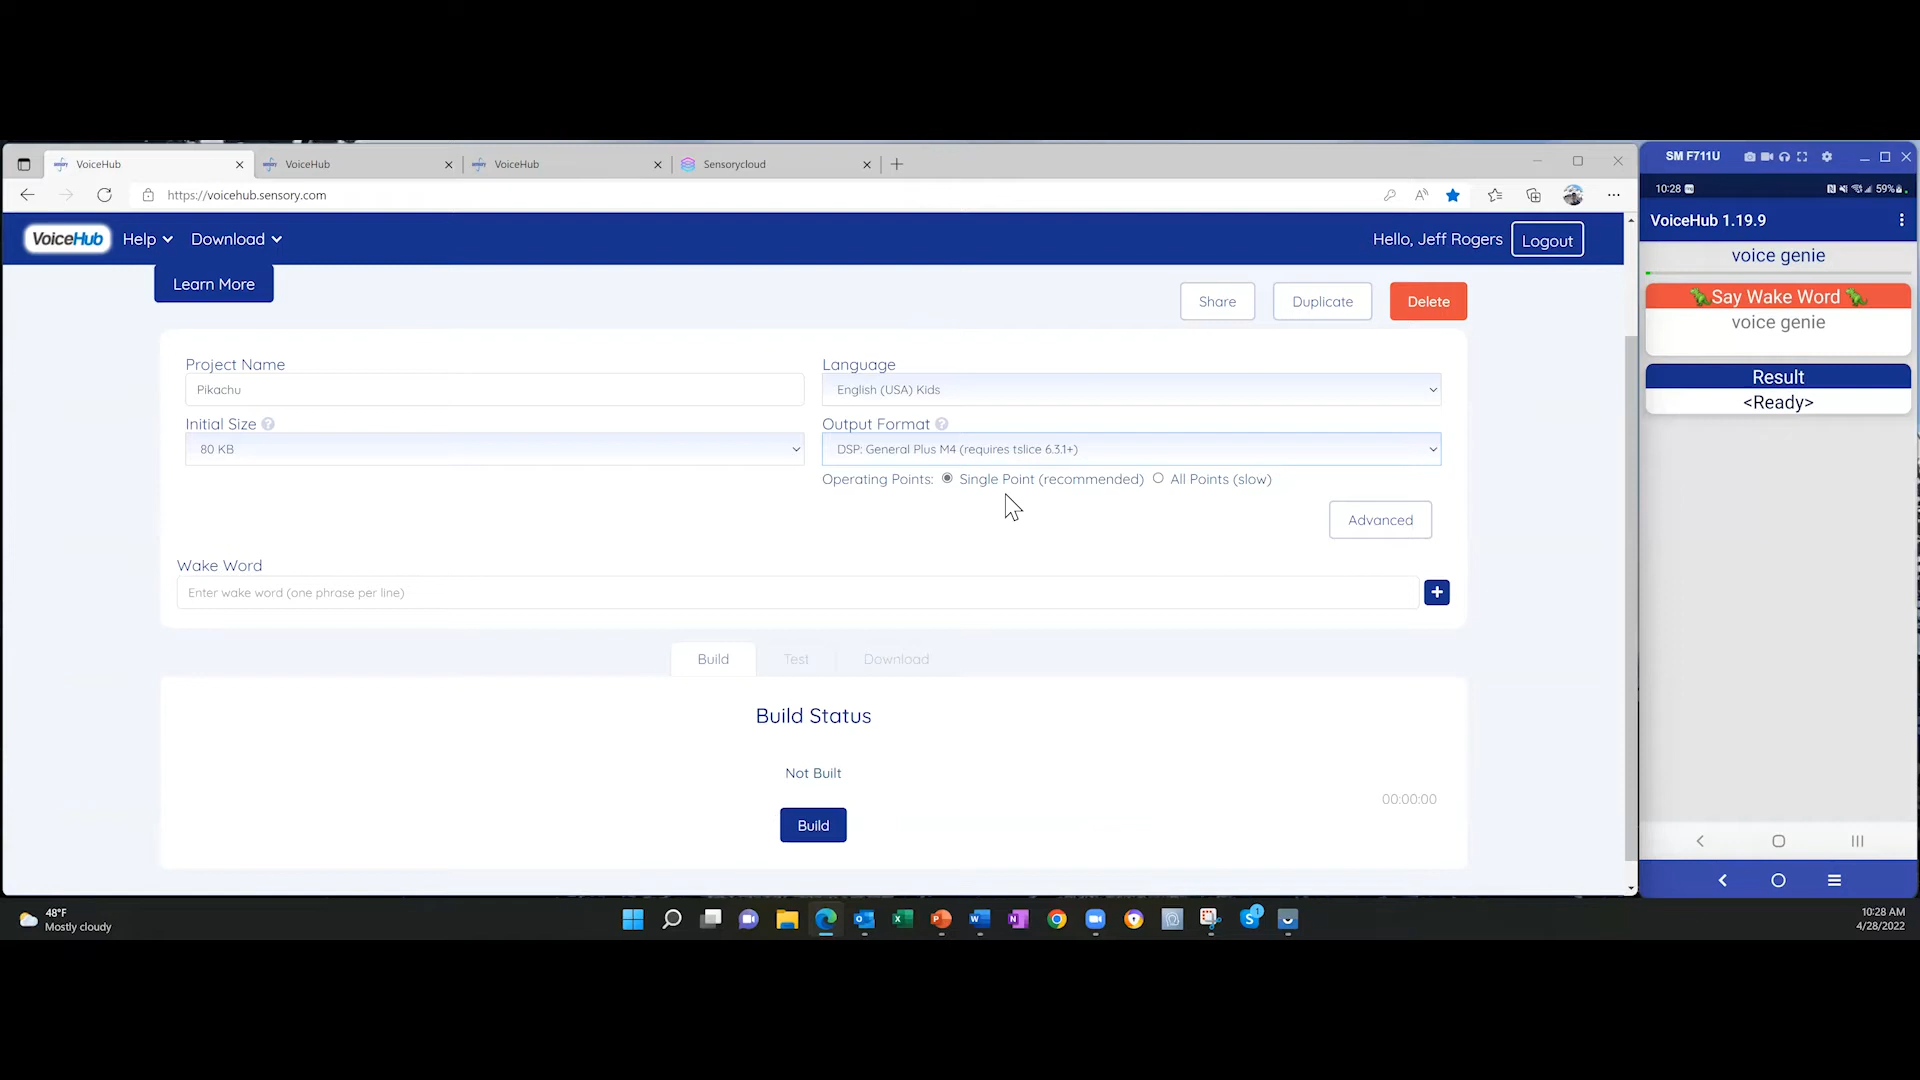 VoiceHub
VoiceHub
VoiceHub
Sensorycloud
https://voicehub.sensory.com
VoiceHub
Help
Download
Hello, Jeff Rogers
Logout
Learn More
Share
Duplicate
Delete
Project Name
Pikachu
Language
English (USA) Kids
Initial Size
80 KB
Output Format
DSP: General Plus M4 (requires tslice 6.3.1+)
Operating Points: Single Point (recommended) All Points (slow)
Advanced
Wake Word
Enter wake word (one phrase per line)
Build
Test
Download
Build Status
Not Built
00:00:00
Build
SM F711U
10:28
59%
VoiceHub 1.19.9
voice genie
🦖Say Wake Word 🦖
voice genie
Result
<Ready>
48°F
Mostly cloudy
10:28 AM
4/28/2022